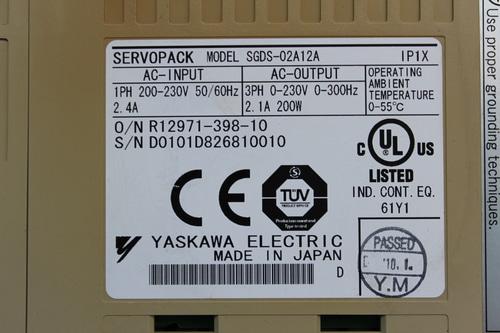 SERVOPACK MODEL SGDS-02A12A IP1X
AC-INPUT AC-OUTPUT OPERATING AMBIENT TEMPERATURE 0-55°C
1PH 200-230V 50/60Hz 3PH 0-230V 0-300Hz
2.4A 2.1A 200W
O/N R12971-398-10
S/N D0101D826810010
C UL US
LISTED
IND. CONT. EQ.
61Y1
CE
TÜV
YASKAWA ELECTRIC
MADE IN JAPAN
D
PASSED
'10.1.
Y.M
Use proper grounding techniques.